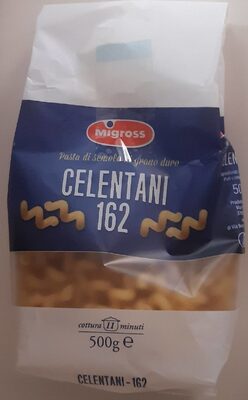 Migross
Pasta di semola di grano duro
CELENTANI
162
cottura 11 minuti
500g e
CELENTANI - 162